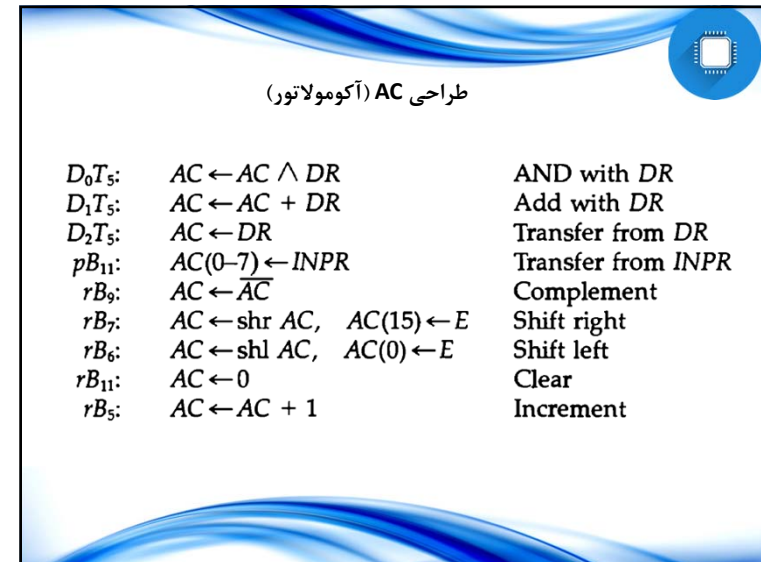 طراحی AC (آکومولاتور)
D₀T₅: AC ← AC ∧ DR AND with DR
D₁T₅: AC ← AC + DR Add with DR
D₂T₅: AC ← DR Transfer from DR
pB₁₁: AC(0–7) ← INPR Transfer from INPR
rB₉: AC ← A̅C̅ Complement
rB₇: AC ← shr AC, AC(15) ← E Shift right
rB₆: AC ← shl AC, AC(0) ← E Shift left
rB₁₁: AC ← 0 Clear
rB₅: AC ← AC + 1 Increment